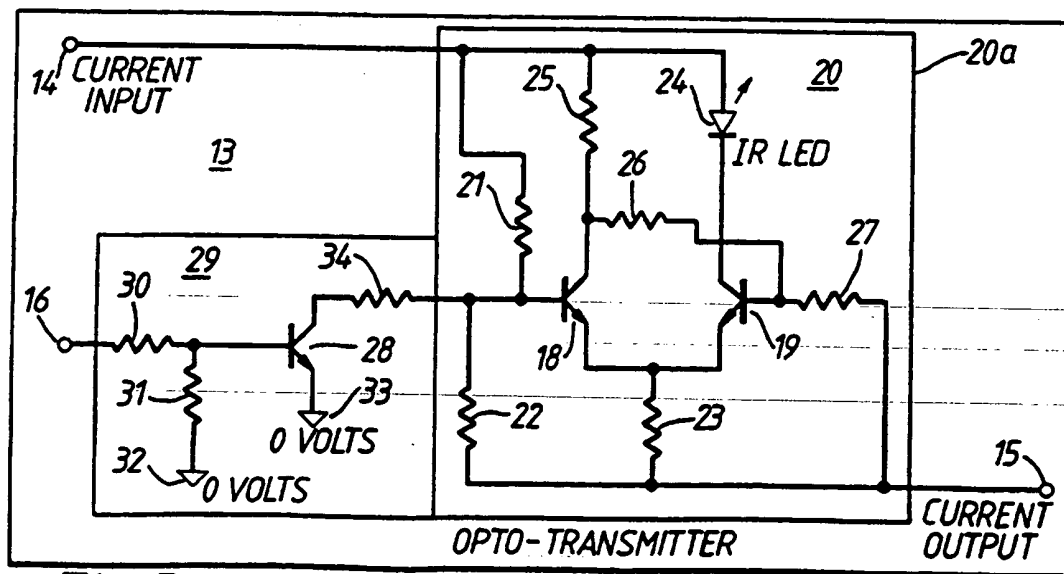 14
CURRENT
INPUT
13
25
24
20
20a
IR LED
21
26
27
29
34
30
16
28
18
19
31
33
0 VOLTS
22
23
32
0 VOLTS
15
CURRENT
OUTPUT
OPTO-TRANSMITTER